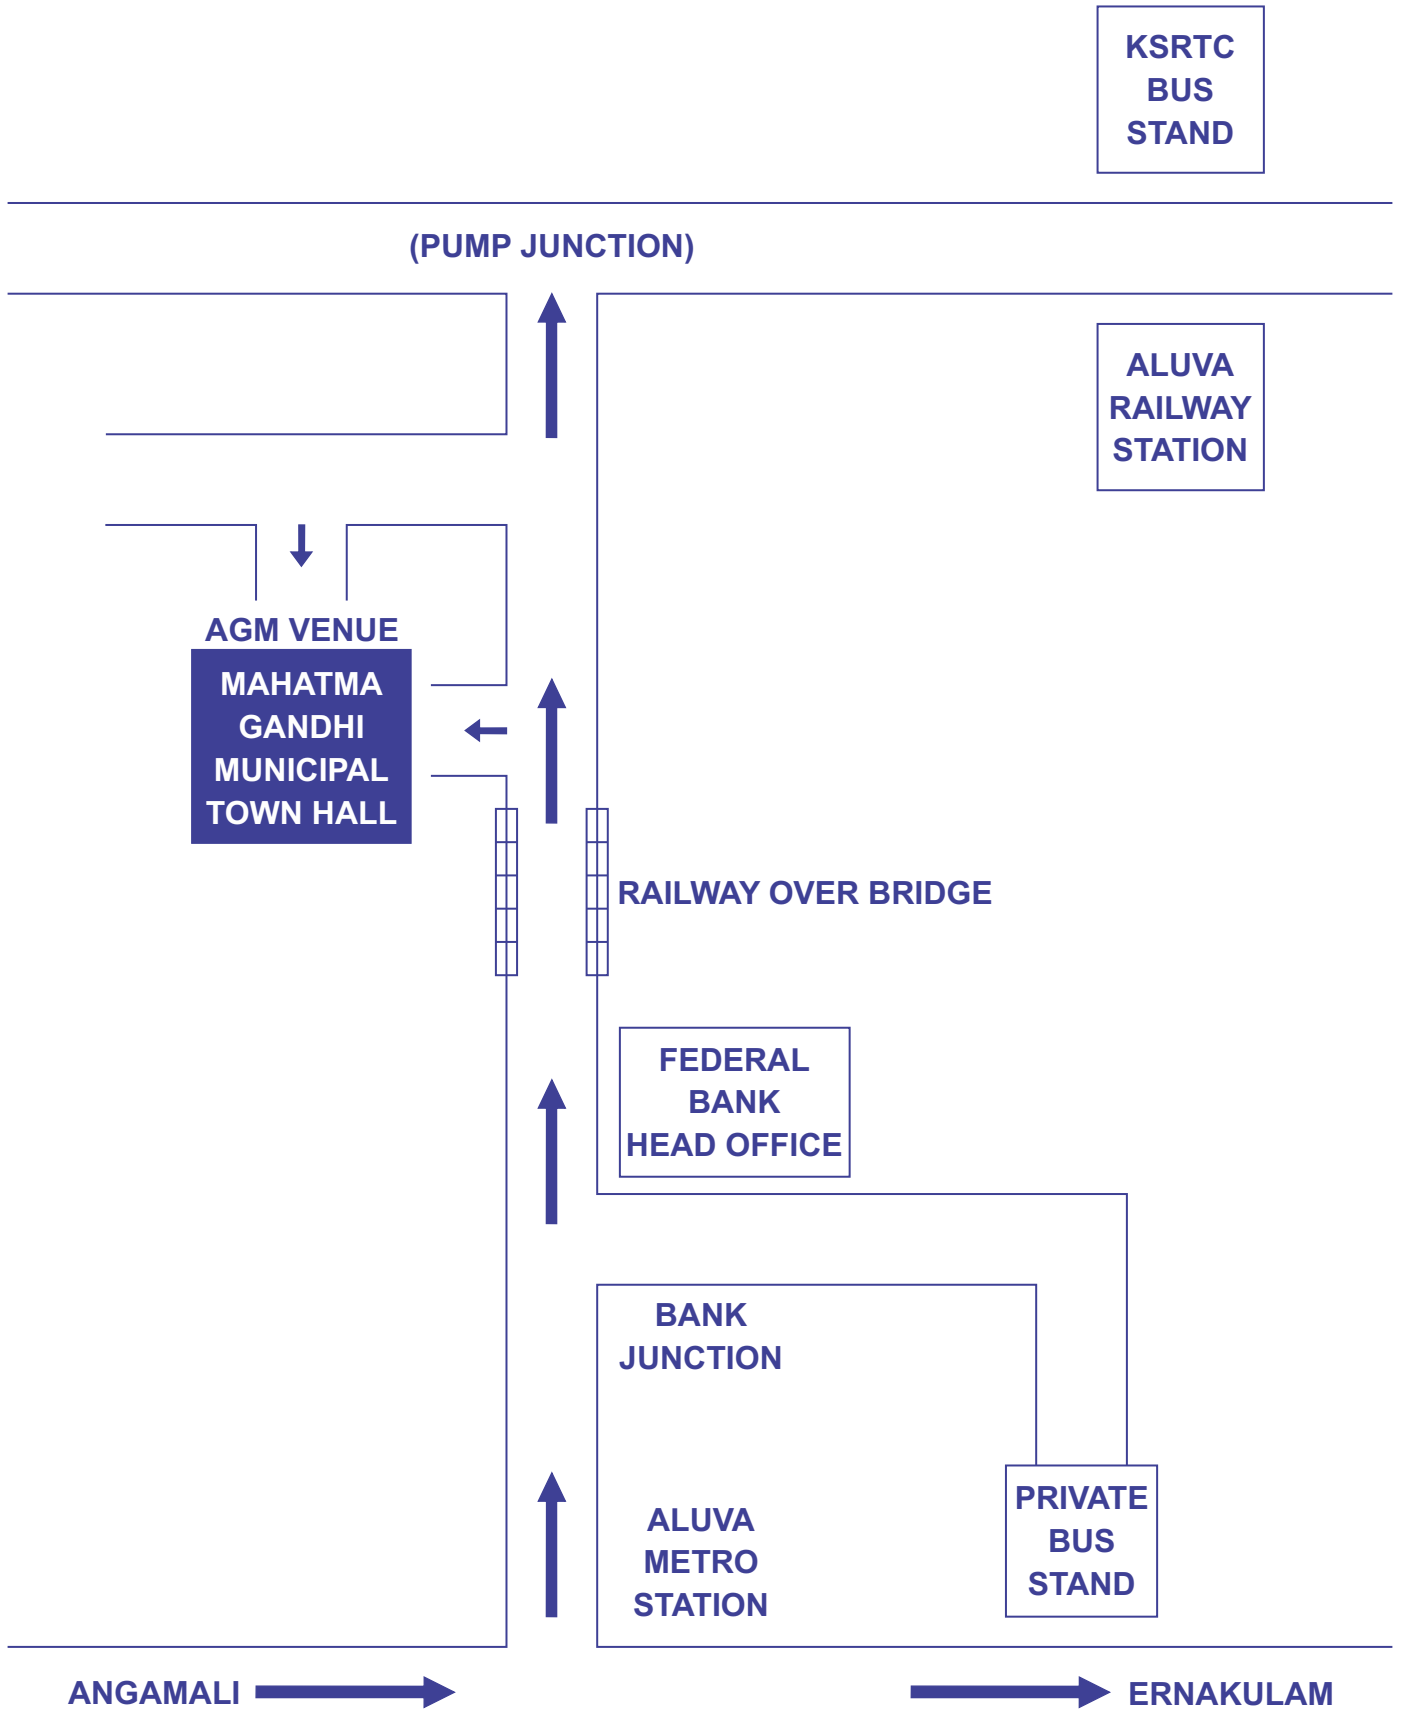 KSRTC
BUS
STAND
(PUMP JUNCTION)
ALUVA
RAILWAY
STATION
AGM VENUE
MAHATMA
GANDHI
MUNICIPAL
TOWN HALL
RAILWAY OVER BRIDGE
FEDERAL
BANK
HEAD OFFICE
BANK
JUNCTION
PRIVATE
BUS
STAND
ALUVA
METRO
STATION
ANGAMALI
ERNAKULAM